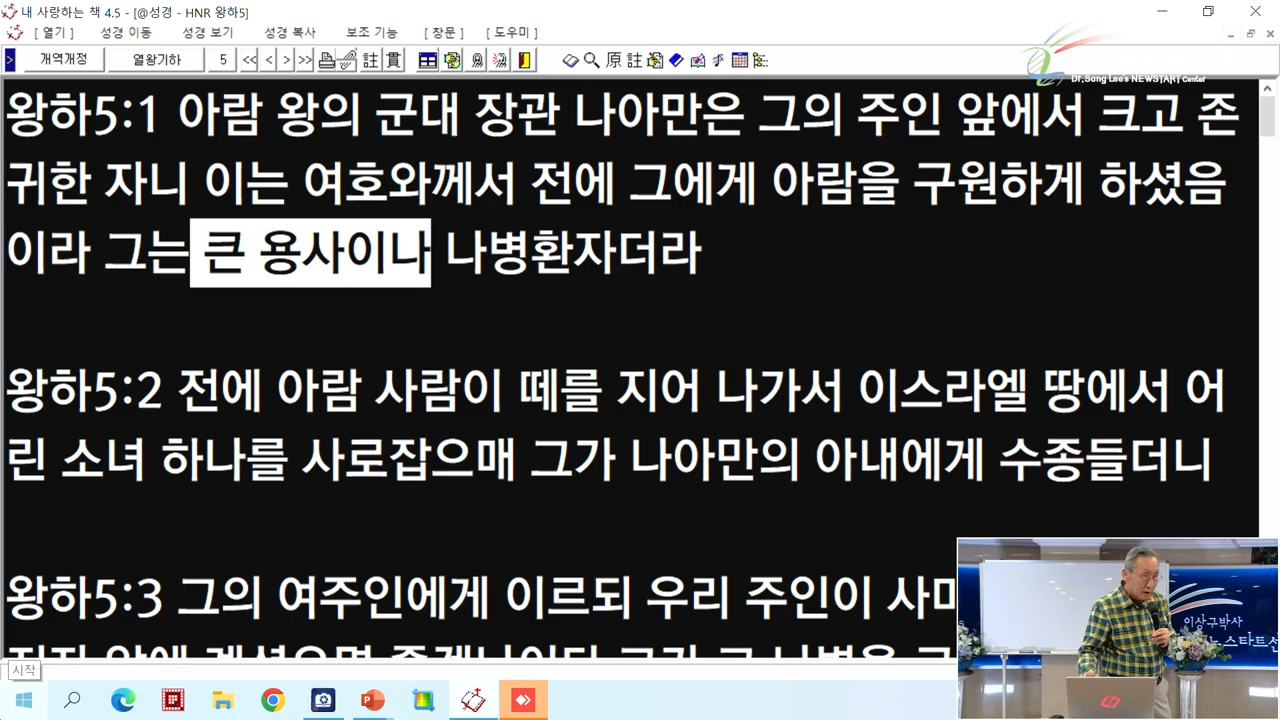 내 사랑하는 책 4.5 - [@성경 - HNR 왕하5]
[ 열기 ] 성경 이동 성경 보기 성경 복사 보조 기능 [ 창문 ] [ 도우미 ]
개역개정 열왕기하 5 << < > >> 註 貫 原 註
Dr.Sang Lee's NEWSTART Center
왕하5:1 아람 왕의 군대 장관 나아만은 그의 주인 앞에서 크고 존
귀한 자니 이는 여호와께서 전에 그에게 아람을 구원하게 하셨음
이라 그는 큰 용사이나 나병환자더라
왕하5:2 전에 아람 사람이 떼를 지어 나가서 이스라엘 땅에서 어
린 소녀 하나를 사로잡으매 그가 나아만의 아내에게 수종들더니
왕하5:3 그의 여주인에게 이르되 우리 주인이
이상구박사
스타트센
시작